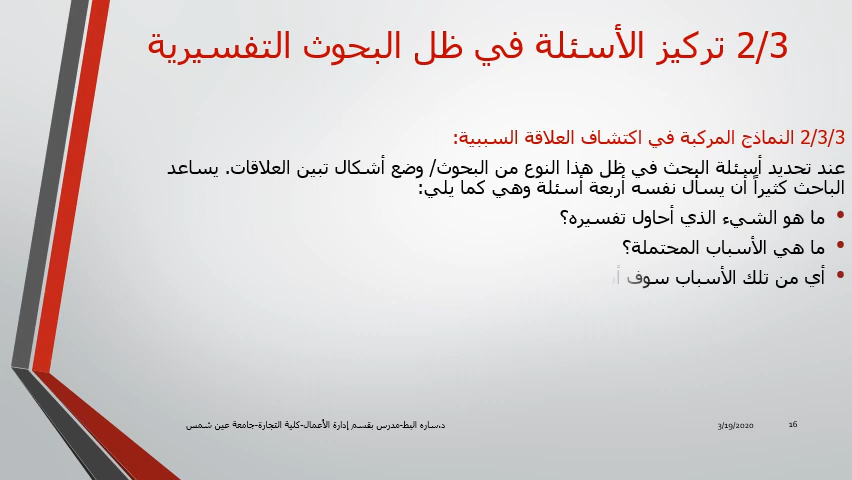 2/3 تركيز الأسئلة في ظل البحوث التفسيرية
2/3/3 النماذج المركبة في اكتشاف العلاقة السببية:
عند تحديد أسئلة البحث في ظل هذا النوع من البحوث/ وضع أشكال تبين العلاقات. يساعد
الباحث كثيراً أن يسأل نفسه أربعة أسئلة وهي كما يلي:
• ما هو الشيء الذي أحاول تفسيره؟
• ما هي الأسباب المحتملة؟
• أي من تلك الأسباب سوف
د.ساره البط-مدرس بقسم إدارة الأعمال-كلية التجارة-جامعة عين شمس
3/19/2020
16